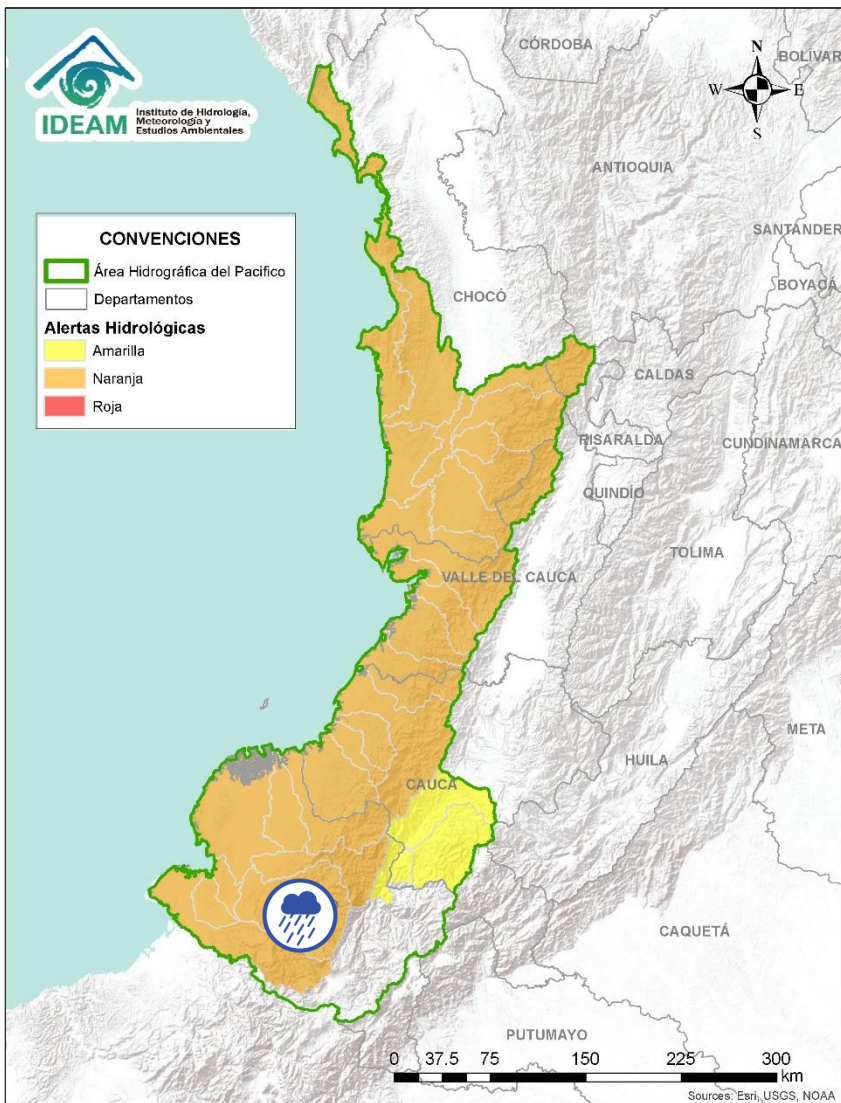 IDEAM
Instituto de Hidrología,
Meteorología y
Estudios Ambientales
CÓRDOBA
BOLÍVAR
N
W
E
S
ANTIOQUIA
SANTANDER
BOYACÁ
CONVENCIONES
Área Hidrográfica del Pacifico
Departamentos
Alertas Hidrológicas
Amarilla
Naranja
Roja
CHOCÓ
CALDAS
RISARALDA
CUNDINAMARCA
QUINDÍO
TOLIMA
VALLE DEL CAUCA
META
HUILA
CAUCA
CAQUETÁ
PUTUMAYO
0 37.5 75 150 225 300
km
Sources: Esri, USGS, NOAA